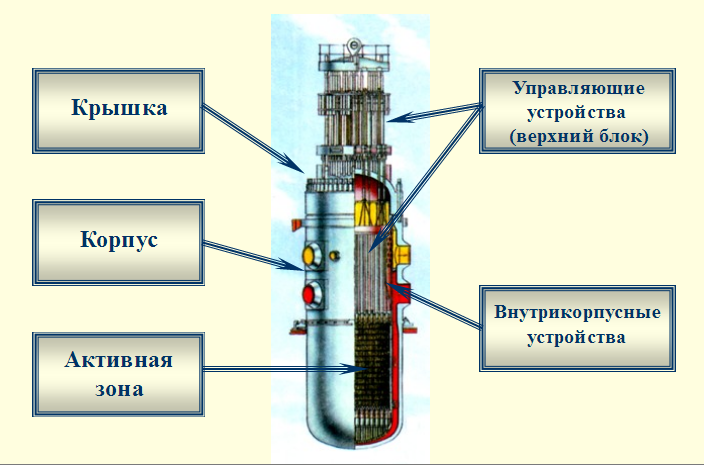 Крышка
Корпус
Активная
зона
Управляющие
устройства
(верхний блок)
Внутрикорпусные
устройства